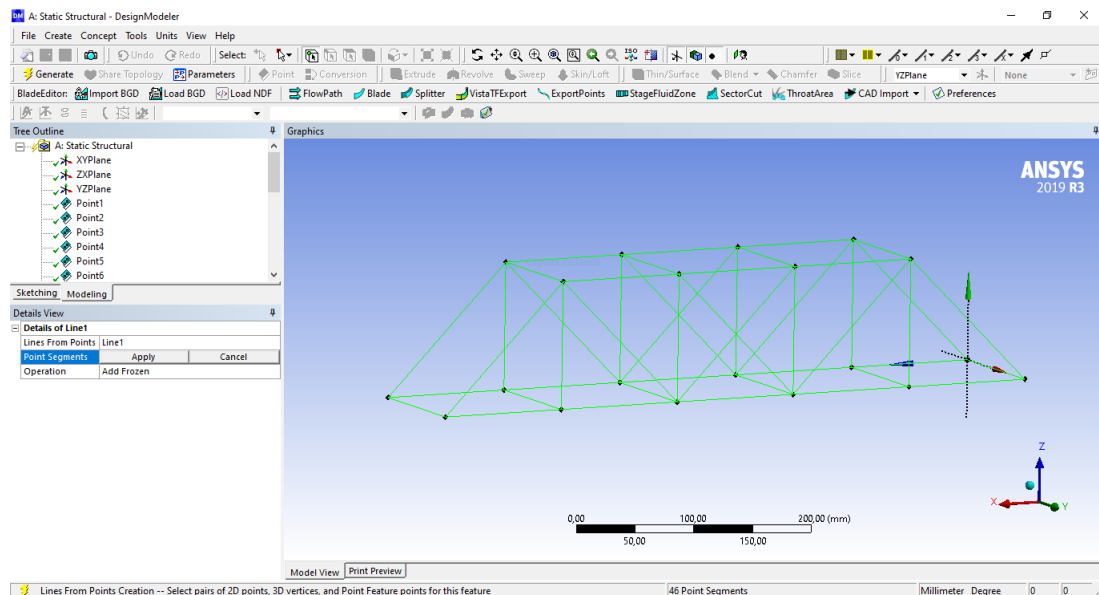 DM A: Static Structural - DesignModeler
File Create Concept Tools Units View Help
Undo Redo Select:
ISO
Generate Share Topology Parameters Point Conversion Extrude Revolve Sweep Skin/Loft Thin/Surface Blend Chamfer Slice YZPlane None
BladeEditor: Import BGD Load BGD Load NDF FlowPath Blade Splitter VistaTFExport ExportPoints StageFluidZone SectorCut ThroatArea CAD Import Preferences
Tree Outline
A: Static Structural
XYPlane
ZXPlane
YZPlane
Point1
Point2
Point3
Point4
Point5
Point6
Sketching Modeling
Details View
Details of Line1
Lines From Points Line1
Point Segments Apply Cancel
Operation Add Frozen
Graphics
ANSYS
2019 R3
Z
X
Y
0,00 100,00 200,00 (mm)
50,00 150,00
Model View Print Preview
Lines From Points Creation -- Select pairs of 2D points, 3D vertices, and Point Feature points for this feature 46 Point Segments Millimeter Degree 0 0